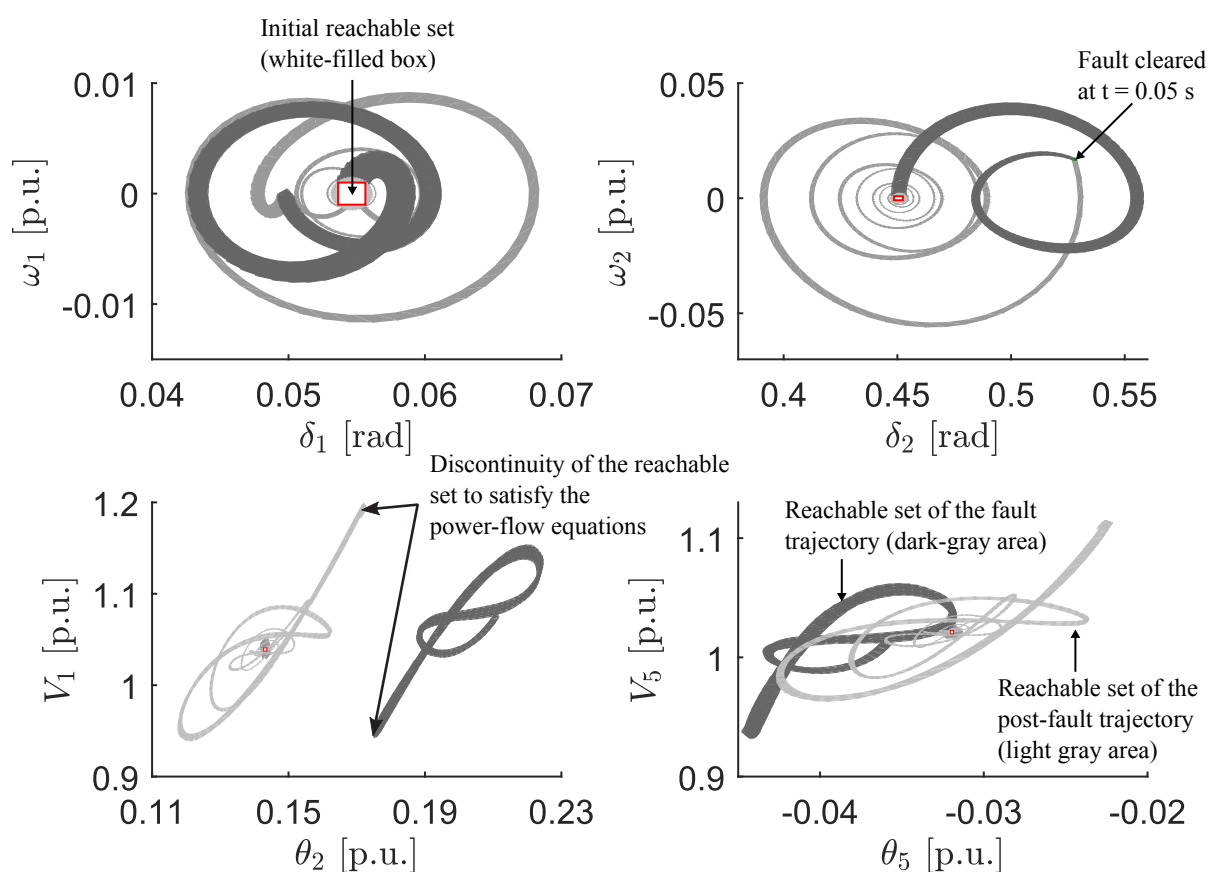 Initial reachable set
(white-filled box)
0.01
0
-0.01
ω1 [p.u.]
0.04
0.05
0.06
0.07
δ1 [rad]
Fault cleared
at t = 0.05 s
0.05
0
-0.05
ω2 [p.u.]
0.4
0.45
0.5
0.55
δ2 [rad]
Discontinuity of the reachable
set to satisfy the
power-flow equations
1.2
1.1
1
0.9
V1 [p.u.]
0.11
0.15
0.19
0.23
θ2 [p.u.]
Reachable set of the fault
trajectory (dark-gray area)
1.1
1
0.9
V5 [p.u.]
Reachable set of the
post-fault trajectory
(light gray area)
-0.04
-0.03
-0.02
θ5 [p.u.]